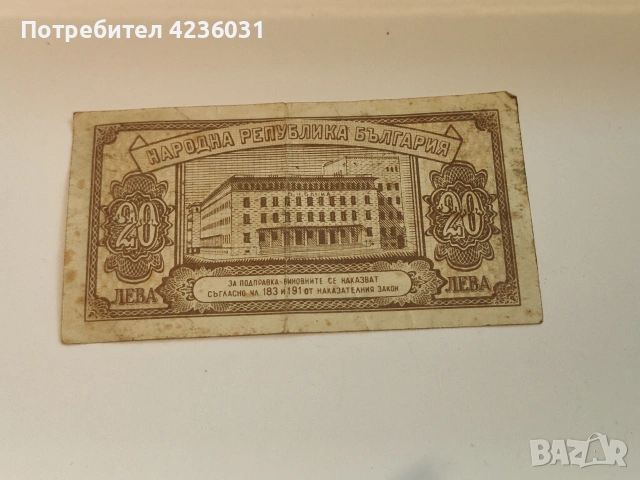 Потребител 4236031
НАРОДНА РЕПУБЛИКА БЪЛГАРИЯ
20
20
ЛЕВА
ЗА ПОДПРАВКА ВИНОВНИТЕ СЕ НАКАЗВАТ
СЪГЛАСНО ЧЛ. 183 И 191 ОТ НАКАЗАТЕЛНИЯ ЗАКОН
ЛЕВА
BAZAR